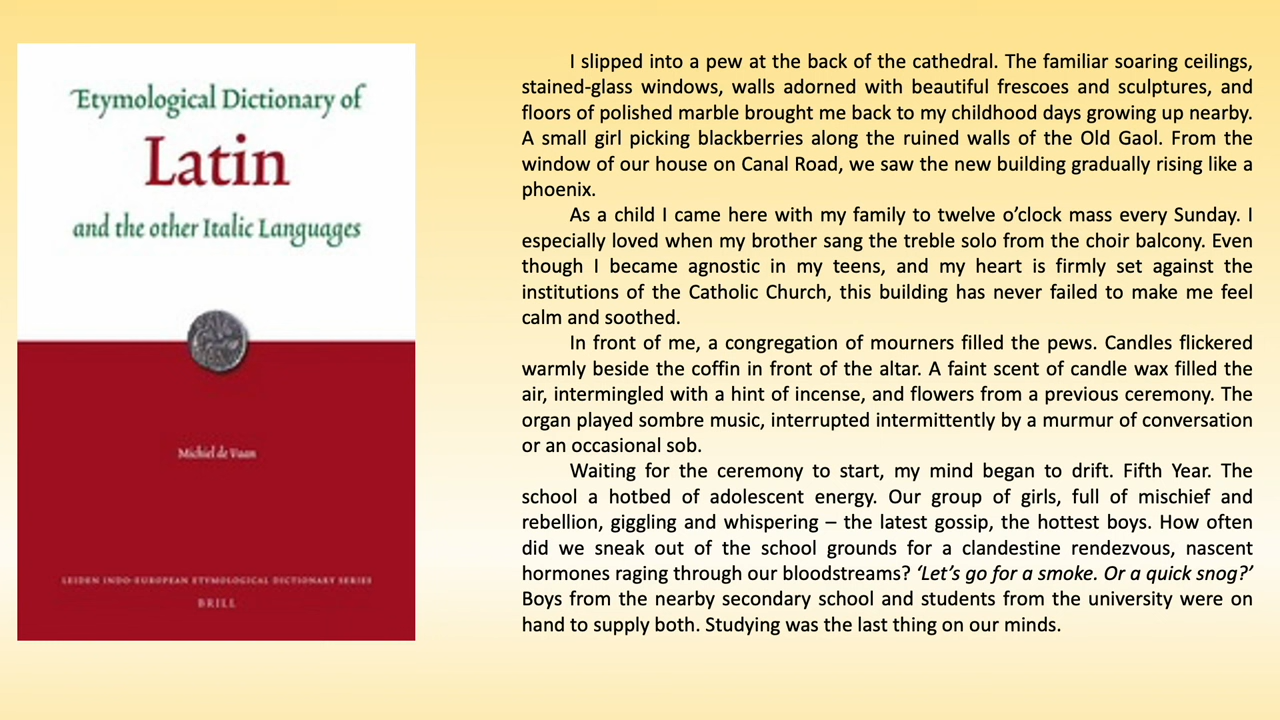 Etymological Dictionary of
Latin
and the other Italic Languages
Michiel de Vaan
LEIDEN INDO-EUROPEAN ETYMOLOGICAL DICTIONARY SERIES
BRILL
I slipped into a pew at the back of the cathedral. The familiar soaring ceilings,
stained-glass windows, walls adorned with beautiful frescoes and sculptures, and
floors of polished marble brought me back to my childhood days growing up nearby.
A small girl picking blackberries along the ruined walls of the Old Gaol. From the
window of our house on Canal Road, we saw the new building gradually rising like a
phoenix.
As a child I came here with my family to twelve o’clock mass every Sunday. I
especially loved when my brother sang the treble solo from the choir balcony. Even
though I became agnostic in my teens, and my heart is firmly set against the
institutions of the Catholic Church, this building has never failed to make me feel
calm and soothed.
In front of me, a congregation of mourners filled the pews. Candles flickered
warmly beside the coffin in front of the altar. A faint scent of candle wax filled the
air, intermingled with a hint of incense, and flowers from a previous ceremony. The
organ played sombre music, interrupted intermittently by a murmur of conversation
or an occasional sob.
Waiting for the ceremony to start, my mind began to drift. Fifth Year. The
school a hotbed of adolescent energy. Our group of girls, full of mischief and
rebellion, giggling and whispering – the latest gossip, the hottest boys. How often
did we sneak out of the school grounds for a clandestine rendezvous, nascent
hormones raging through our bloodstreams? ‘Let’s go for a smoke. Or a quick snog?’
Boys from the nearby secondary school and students from the university were on
hand to supply both. Studying was the last thing on our minds.